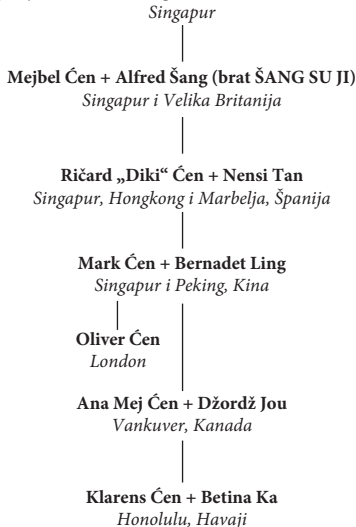 Singapur
Mejbel Ćen + Alfred Šang (brat ŠANG SU JI)
Singapur i Velika Britanija
Ričard „Diki“ Ćen + Nensi Tan
Singapur, Hongkong i Marbelja, Španija
Mark Ćen + Bernadet Ling
Singapur i Peking, Kina
Oliver Ćen
London
Ana Mej Ćen + Džordž Jou
Vankuver, Kanada
Klarens Ćen + Betina Ka
Honolulu, Havaji